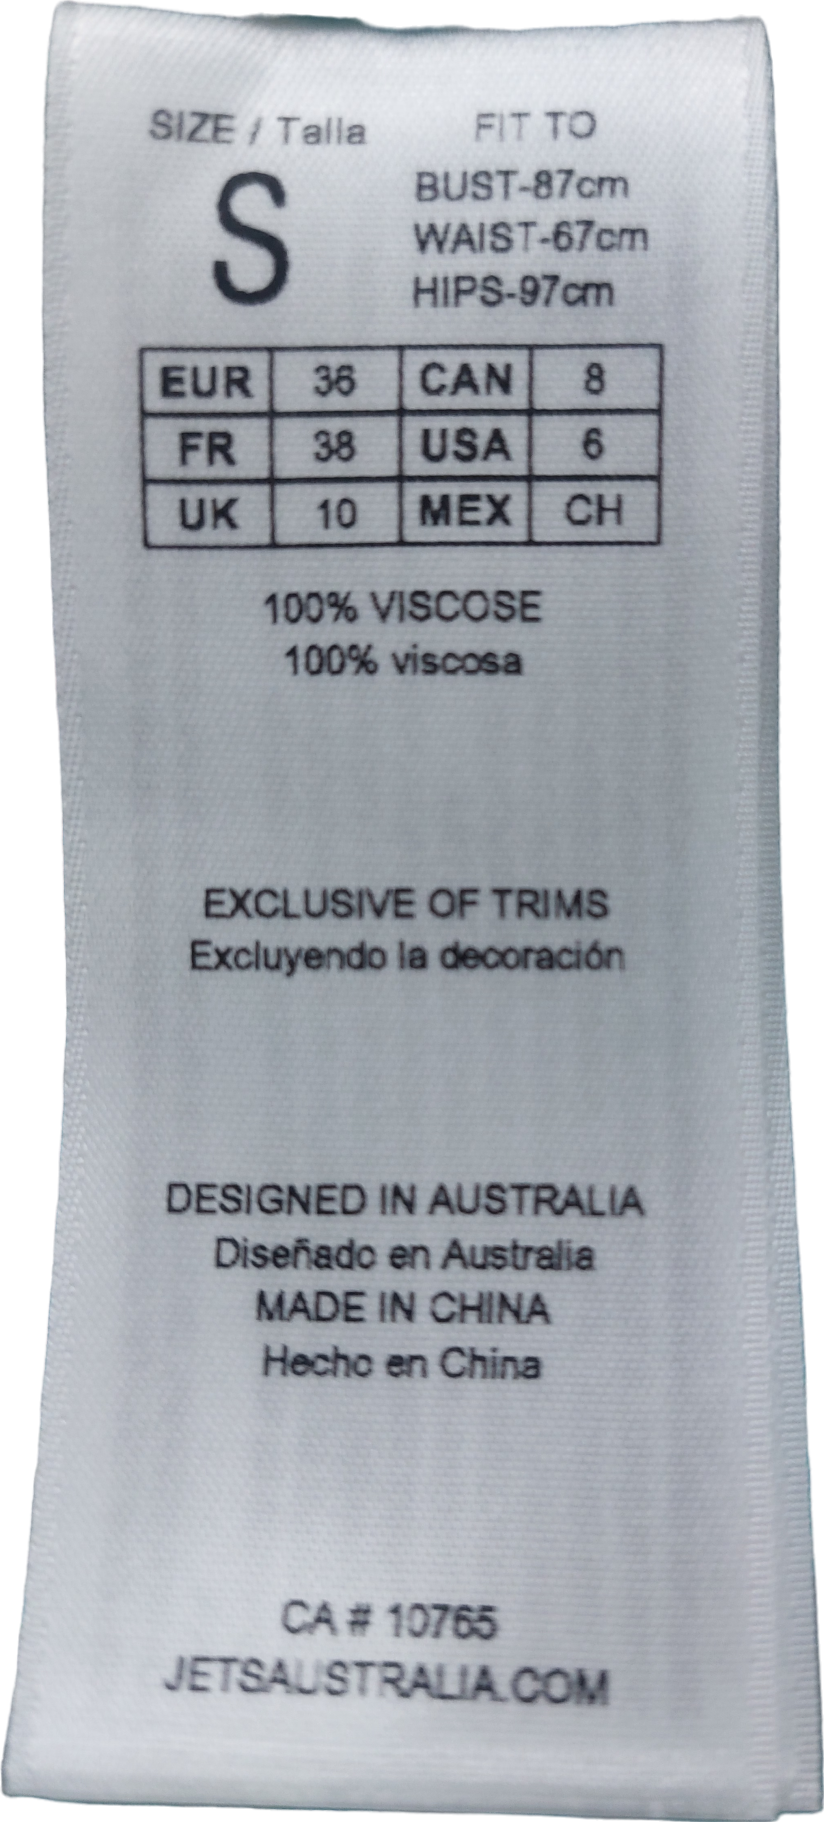 SIZE / Talla
S
FIT TO
BUST-87cm
WAIST-67cm
HIPS-97cm
EUR 36 CAN 8
FR 38 USA 6
UK 10 MEX CH
100% VISCOSE
100% viscosa
EXCLUSIVE OF TRIMS
Excluyendo la decoración
DESIGNED IN AUSTRALIA
Diseñado en Australia
MADE IN CHINA
Hecho en China
CA # 10765
JETSAUSTRALIA.COM